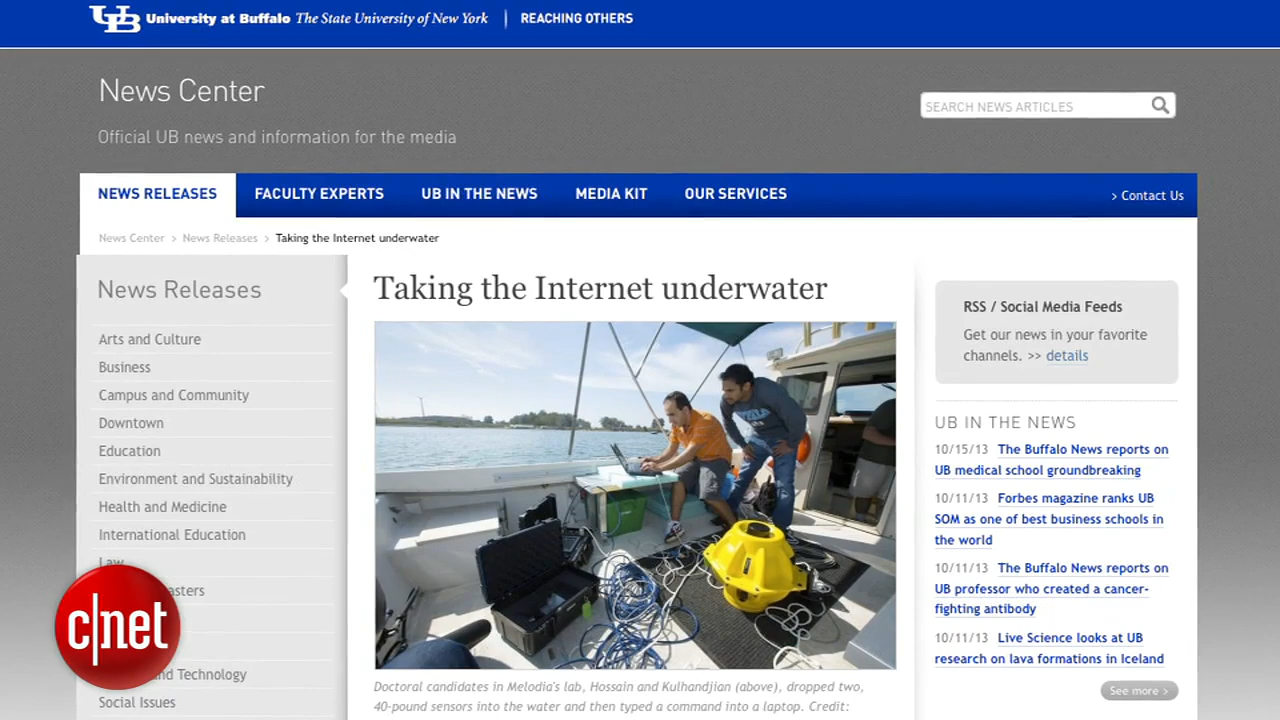 UB University at Buffalo The State University of New York | REACHING OTHERS
News Center
Official UB news and information for the media
SEARCH NEWS ARTICLES
NEWS RELEASES FACULTY EXPERTS UB IN THE NEWS MEDIA KIT OUR SERVICES > Contact Us
News Center > News Releases > Taking the Internet underwater
News Releases
Arts and Culture
Business
Campus and Community
Downtown
Education
Environment and Sustainability
Health and Medicine
International Education
Law
and Technology
Social Issues
c|net
Taking the Internet underwater
Doctoral candidates in Melodia's lab, Hossain and Kulhandjian (above), dropped two,
40-pound sensors into the water and then typed a command into a laptop. Credit:
RSS / Social Media Feeds
Get our news in your favorite
channels. >> details
UB IN THE NEWS
10/15/13 The Buffalo News reports on
UB medical school groundbreaking
10/11/13 Forbes magazine ranks UB
SOM as one of best business schools in
the world
10/11/13 The Buffalo News reports on
UB professor who created a cancer-
fighting antibody
10/11/13 Live Science looks at UB
research on lava formations in Iceland
See more >